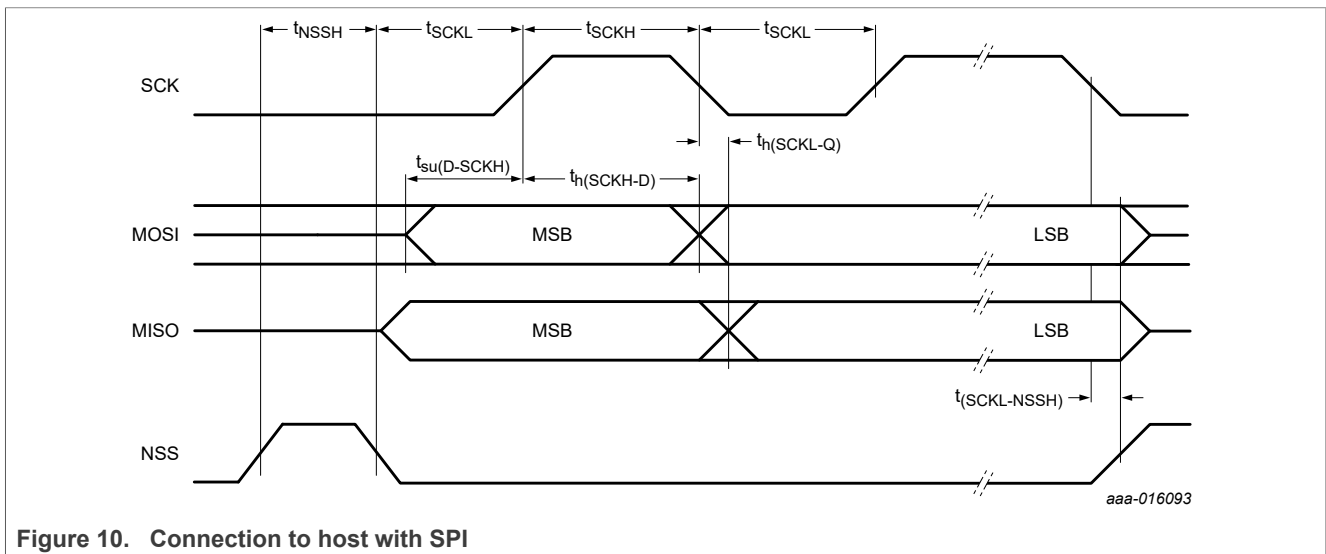 tNSSH tSCKL tSCKH tSCKL
SCK
th(SCKL-Q)
tsu(D-SCKH) th(SCKH-D)
MOSI MSB LSB
MISO MSB LSB
t(SCKL-NSSH)
NSS
aaa-016093
Figure 10. Connection to host with SPI